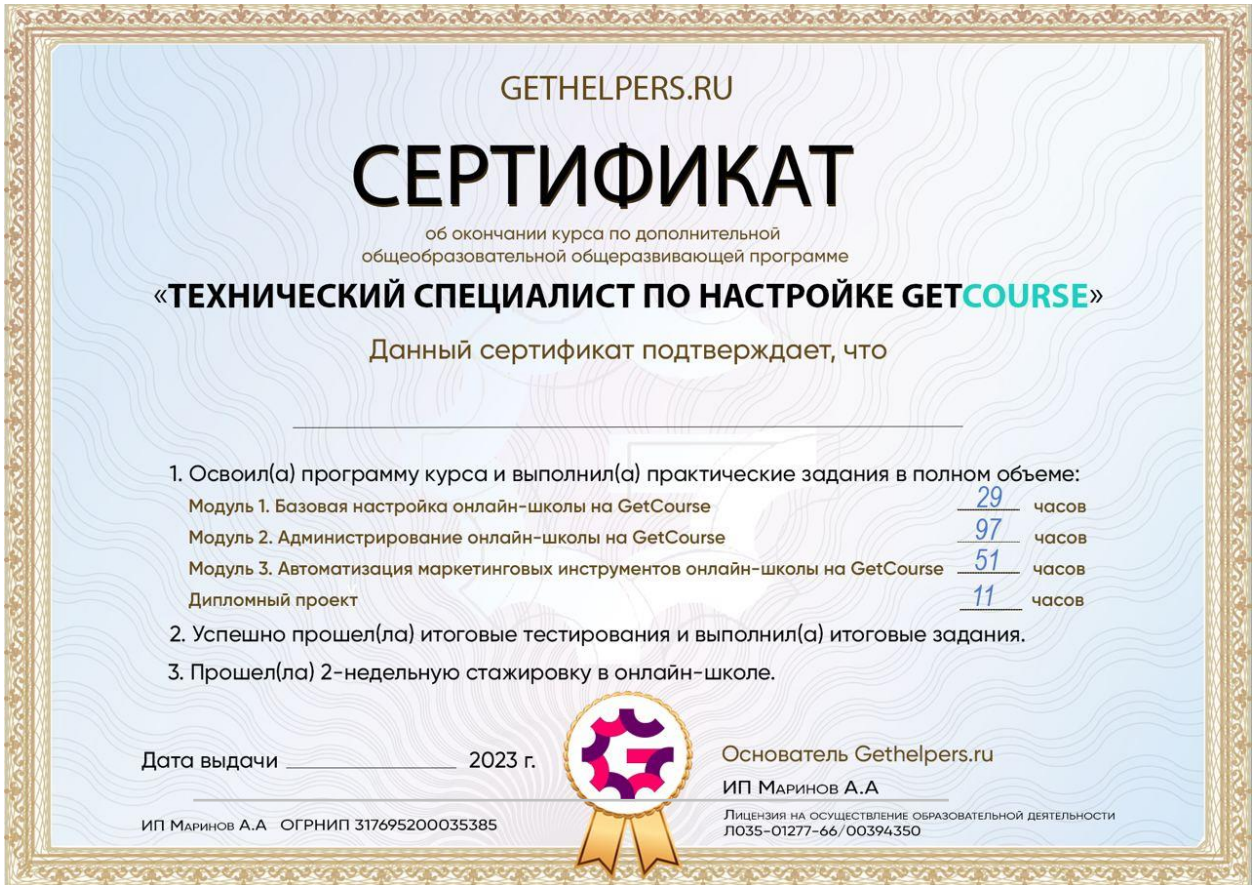 GETHELPERS.RU
СЕРТИФИКАТ
об окончании курса по дополнительной
общеобразовательной общеразвивающей программе
«ТЕХНИЧЕСКИЙ СПЕЦИАЛИСТ ПО НАСТРОЙКЕ GETCOURSE»
Данный сертификат подтверждает, что
1. Освоил(а) программу курса и выполнил(а) практические задания в полном объеме:
Модуль 1. Базовая настройка онлайн-школы на GetCourse 29 часов
Модуль 2. Администрирование онлайн-школы на GetCourse 97 часов
Модуль 3. Автоматизация маркетинговых инструментов онлайн-школы на GetCourse 51 часов
Дипломный проект 11 часов
2. Успешно прошел(ла) итоговые тестирования и выполнил(а) итоговые задания.
3. Прошел(ла) 2-недельную стажировку в онлайн-школе.
Дата выдачи ____________ 2023 г.
G
Основатель Gethelpers.ru
ИП Маринов А.А
ИП Маринов А.А ОГРНИП 317695200035385
Лицензия на осуществление образовательной деятельности
Л035-01277-66/00394350